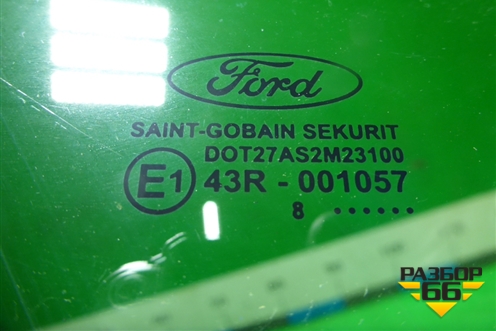 Ford
SAINT-GOBAIN SEKURIT
DOT27AS2M23100
E1 43R - 001057
8 ......
РАЗБОР
66